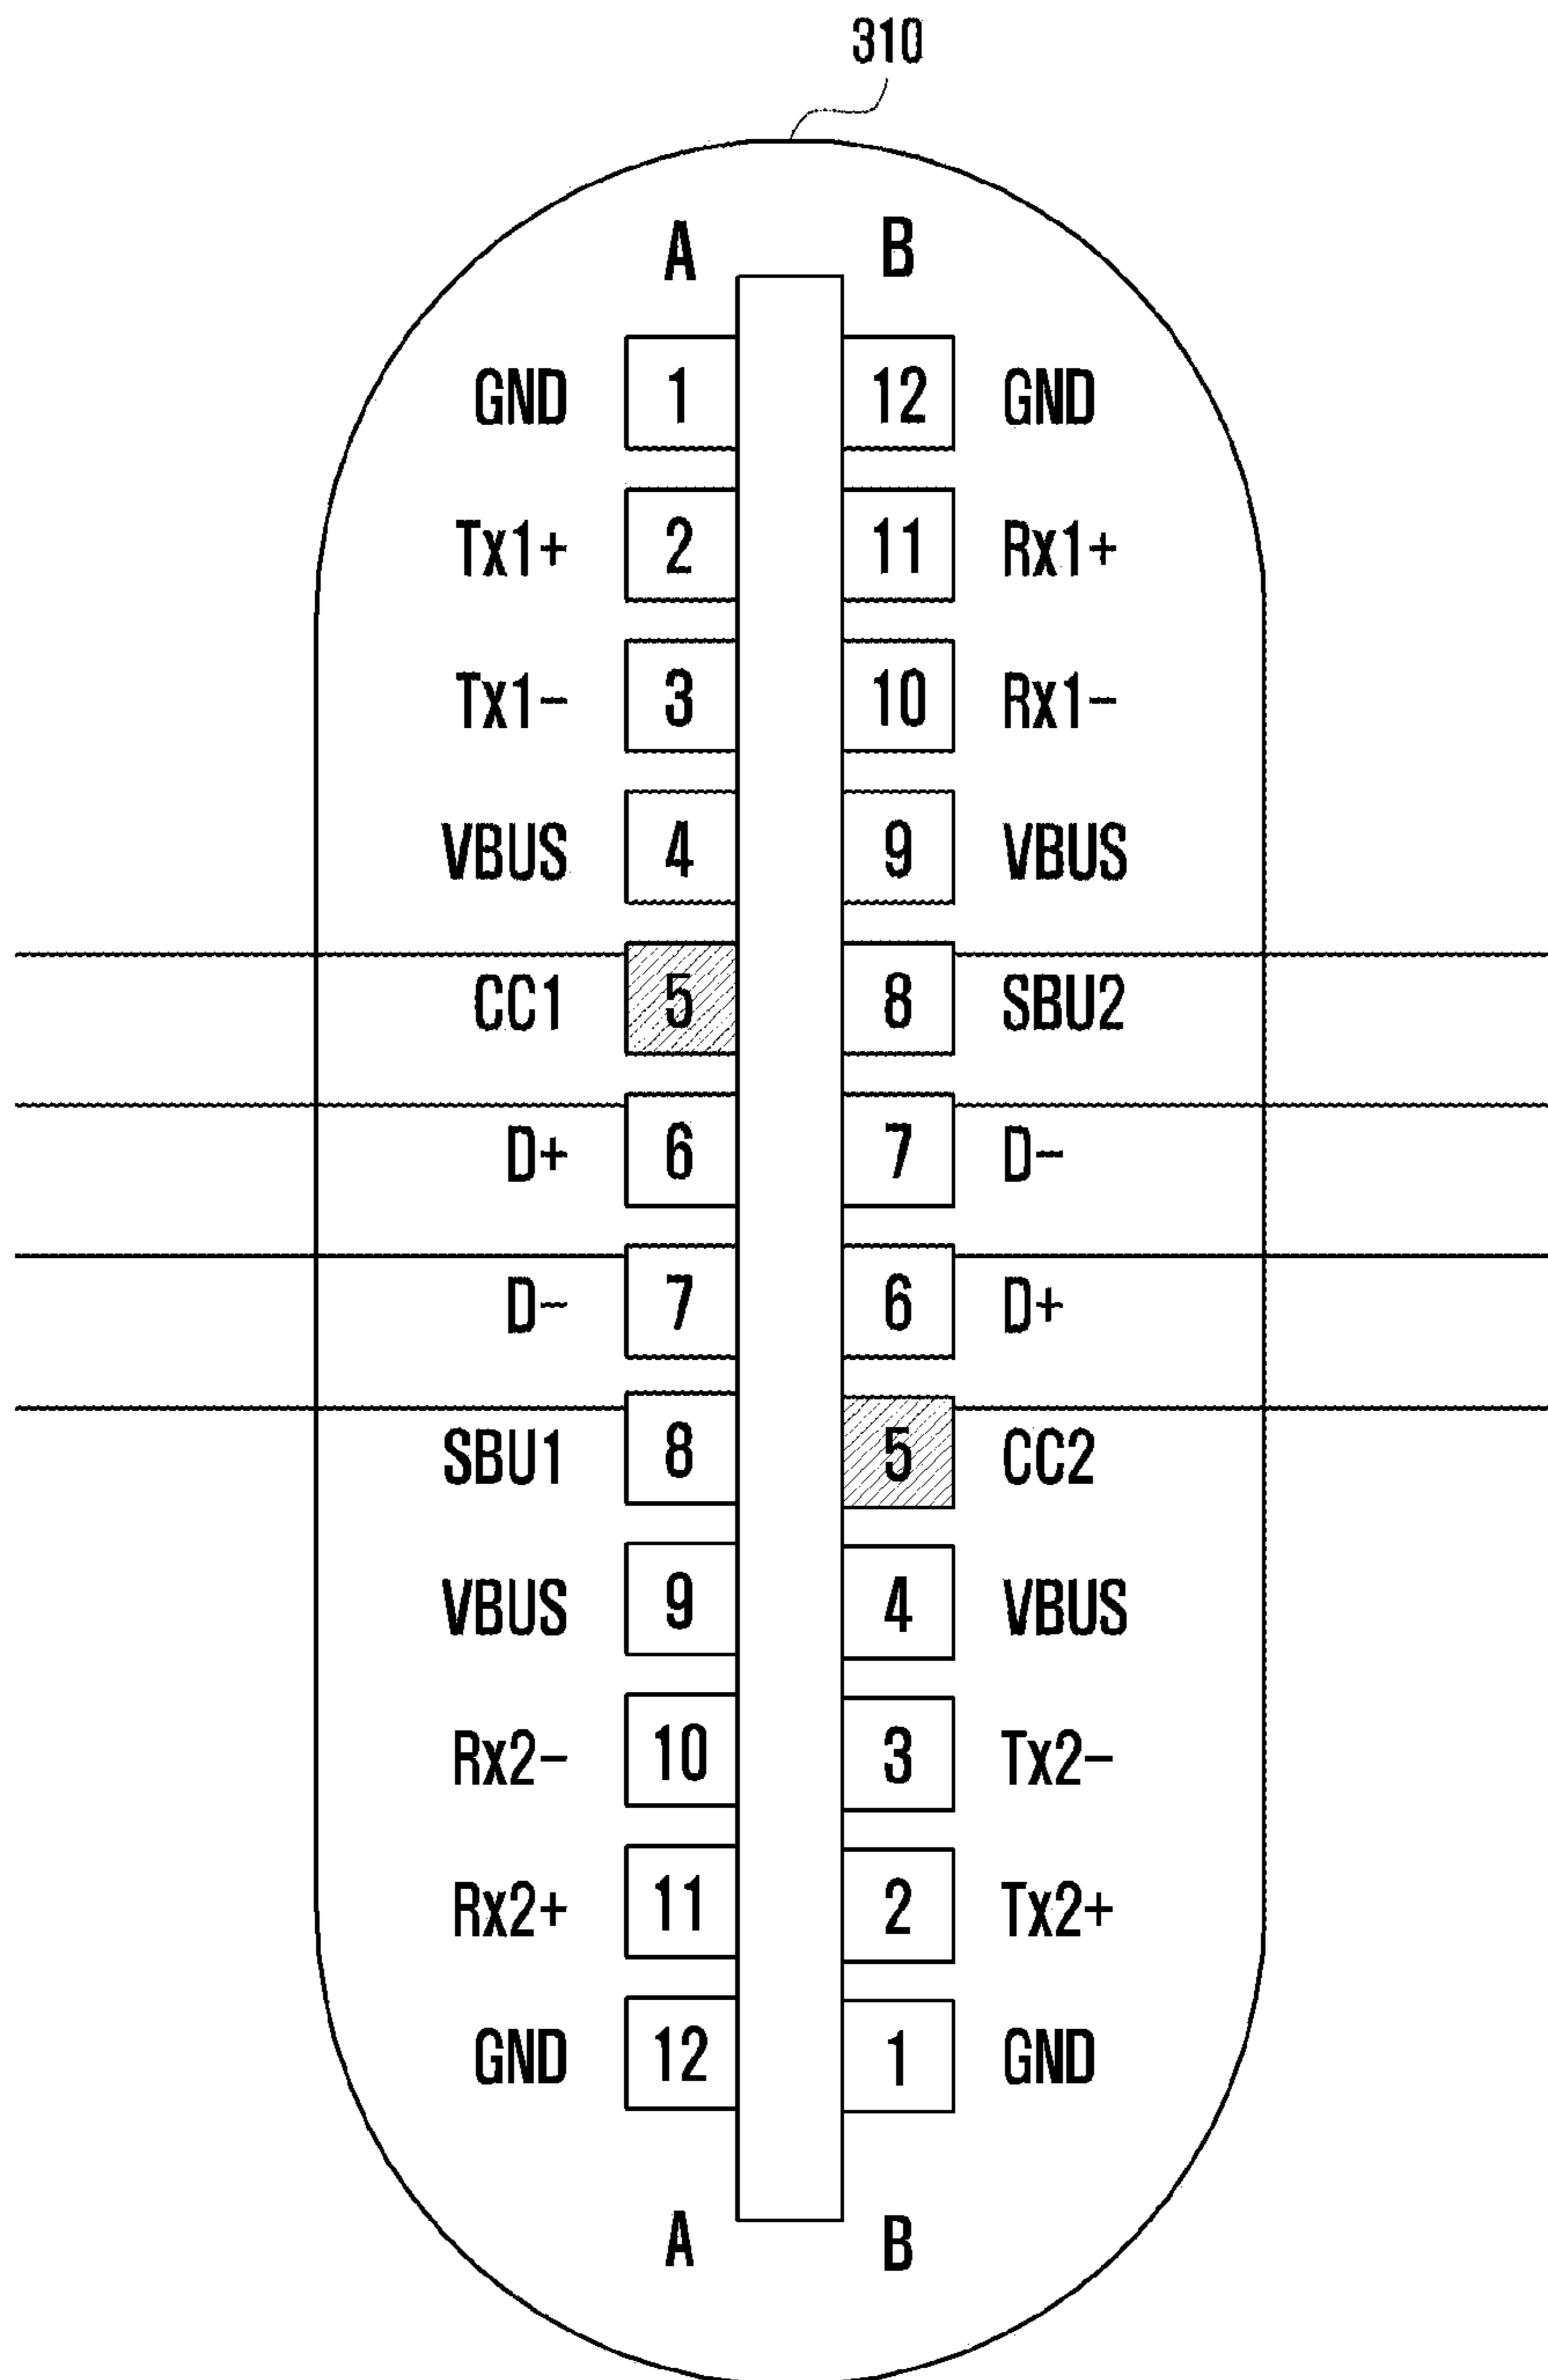 310
A B
GND 1 12 GND
Tx1+ 2 11 Rx1+
Tx1- 3 10 Rx1-
VBUS 4 9 VBUS
CC1 5 8 SBU2
D+ 6 7 D-
D- 7 6 D+
SBU1 8 5 CC2
VBUS 9 4 VBUS
Rx2- 10 3 Tx2-
Rx2+ 11 2 Tx2+
GND 12 1 GND
A B